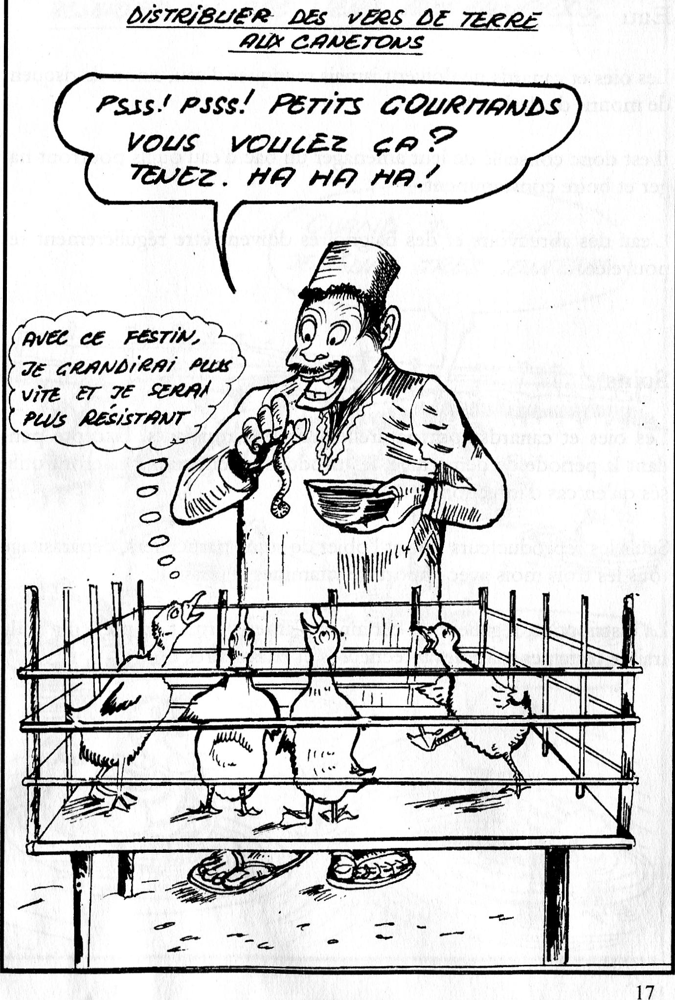 DISTRIBUER DES VERS DE TERRE
AUX CANETONS
PSSS! PSSS! PETITS GOURMANDS
VOUS VOULEZ ÇA?
TENEZ. HA HA HA!
AVEC CE FESTIN,
JE GRANDIRAI PLUS
VITE ET JE SERAI
PLUS RÉSISTANT
17